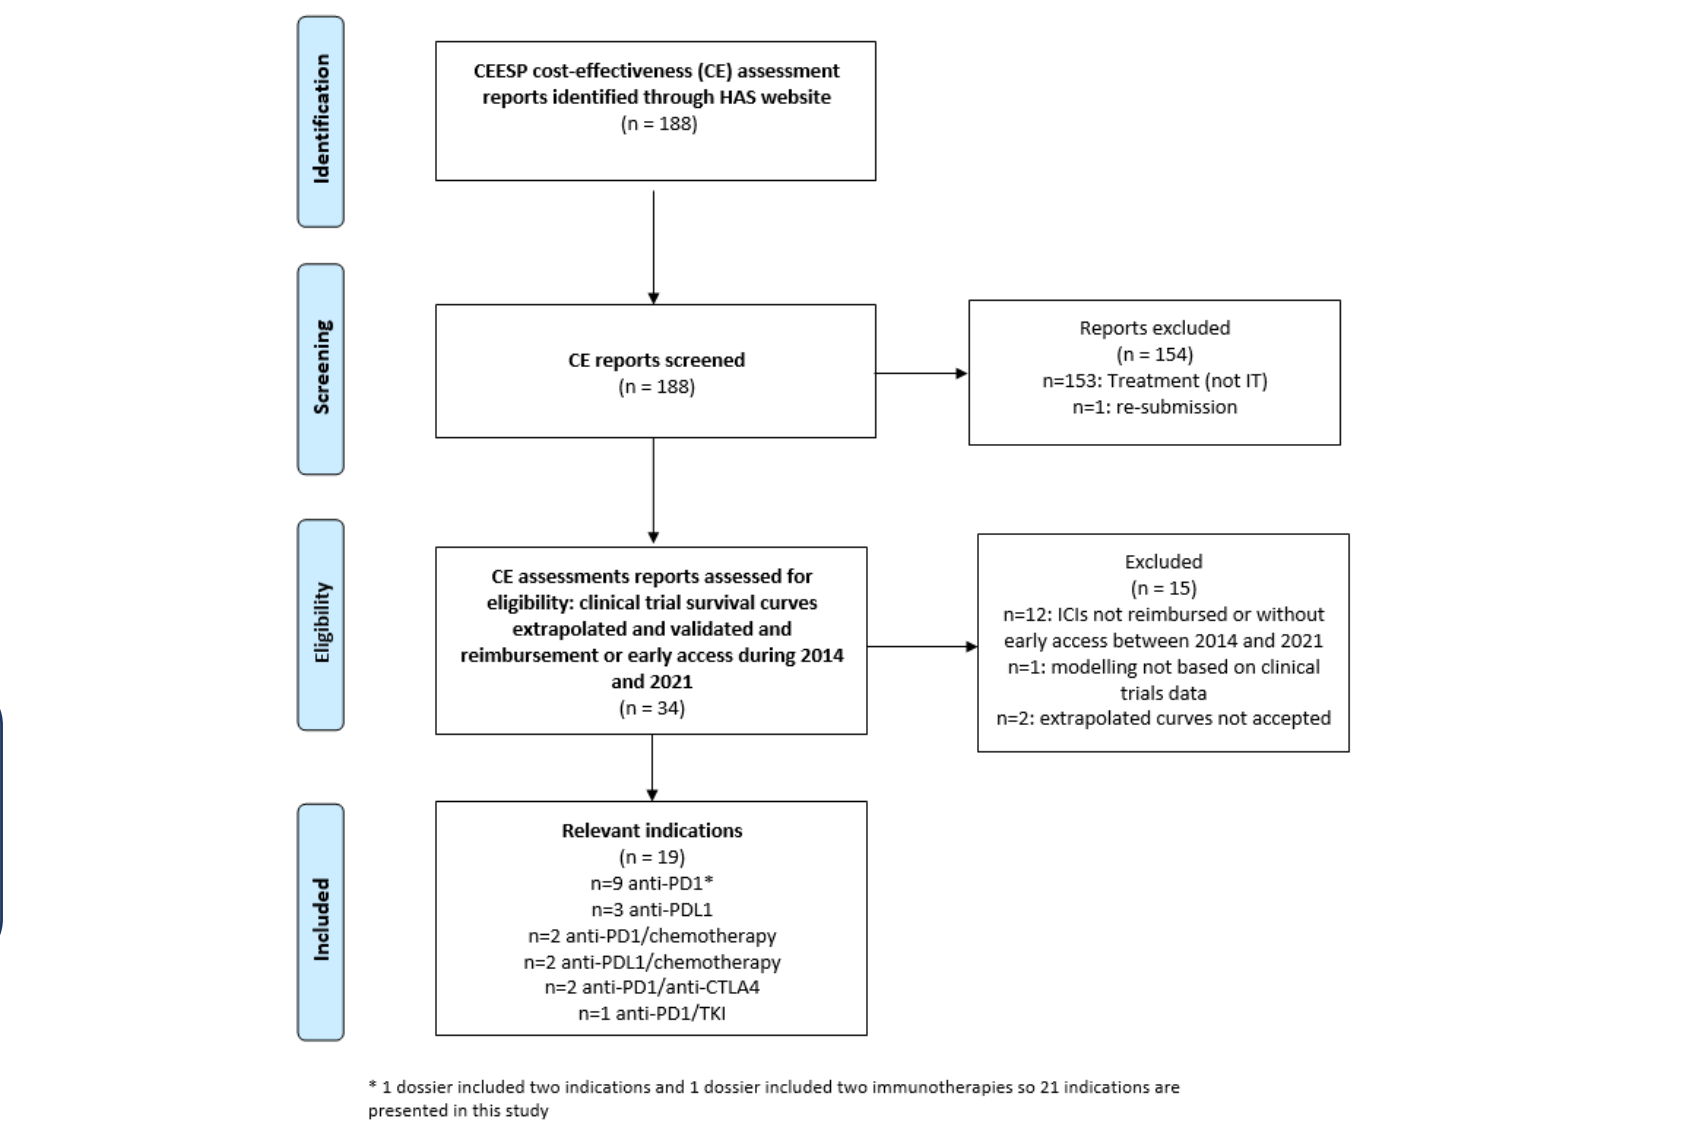 Identification
CEESP cost-effectiveness (CE) assessment
reports identified through HAS website
(n = 188)
Screening
CE reports screened
(n = 188)
Reports excluded
(n = 154)
n=153: Treatment (not IT)
n=1: re-submission
Eligibility
CE assessments reports assessed for
eligibility: clinical trial survival curves
extrapolated and validated and
reimbursement or early access during 2014
and 2021
(n = 34)
Excluded
(n = 15)
n=12: ICIs not reimbursed or without
early access between 2014 and 2021
n=1: modelling not based on clinical
trials data
n=2: extrapolated curves not accepted
Included
Relevant indications
(n = 19)
n=9 anti-PD1*
n=3 anti-PDL1
n=2 anti-PD1/chemotherapy
n=2 anti-PDL1/chemotherapy
n=2 anti-PD1/anti-CTLA4
n=1 anti-PD1/TKI
* 1 dossier included two indications and 1 dossier included two immunotherapies so 21 indications are
presented in this study